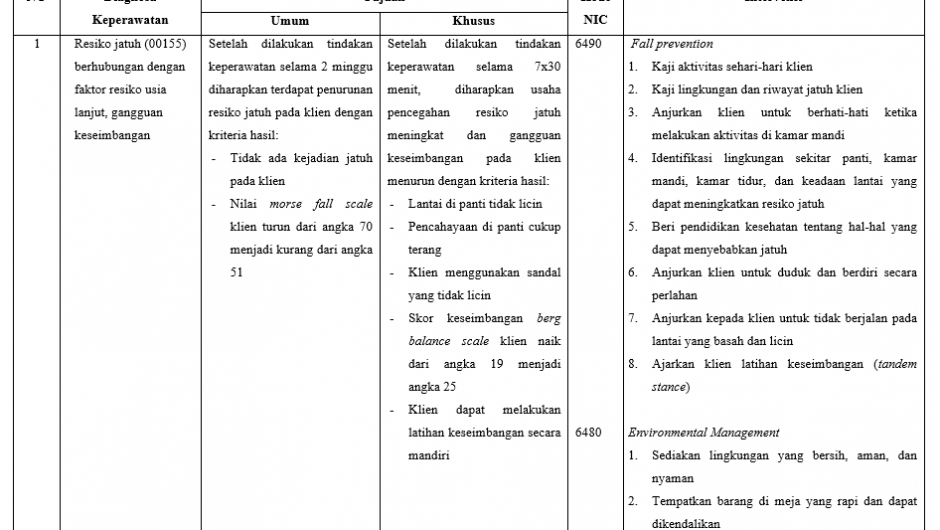 Keperawatan
Umum
Khusus
NIC
1
Resiko jatuh (00155)
berhubungan dengan
faktor resiko usia
lanjut, gangguan
keseimbangan
Setelah dilakukan tindakan
keperawatan selama 2 minggu
diharapkan terdapat penurunan
resiko jatuh pada klien dengan
kriteria hasil:
- Tidak ada kejadian jatuh
pada klien
- Nilai morse fall scale
klien turun dari angka 70
menjadi kurang dari angka
51
Setelah dilakukan tindakan
keperawatan selama 7x30
menit, diharapkan usaha
pencegahan resiko jatuh
meningkat dan gangguan
keseimbangan pada klien
menurun dengan kriteria hasil:
- Lantai di panti tidak licin
- Pencahayaan di panti cukup
terang
- Klien menggunakan sandal
yang tidak licin
- Skor keseimbangan berg
balance scale klien naik
dari angka 19 menjadi
angka 25
- Klien dapat melakukan
latihan keseimbangan secara
mandiri
6490
Fall prevention
1. Kaji aktivitas sehari-hari klien
2. Kaji lingkungan dan riwayat jatuh klien
3. Anjurkan klien untuk berhati-hati ketika
melakukan aktivitas di kamar mandi
4. Identifikasi lingkungan sekitar panti, kamar
mandi, kamar tidur, dan keadaan lantai yang
dapat meningkatkan resiko jatuh
5. Beri pendidikan kesehatan tentang hal-hal yang
dapat menyebabkan jatuh
6. Anjurkan klien untuk duduk dan berdiri secara
perlahan
7. Anjurkan kepada klien untuk tidak berjalan pada
lantai yang basah dan licin
8. Ajarkan klien latihan keseimbangan (tandem
stance)
6480
Environmental Management
1. Sediakan lingkungan yang bersih, aman, dan
nyaman
2. Tempatkan barang di meja yang rapi dan dapat
dikendalikan